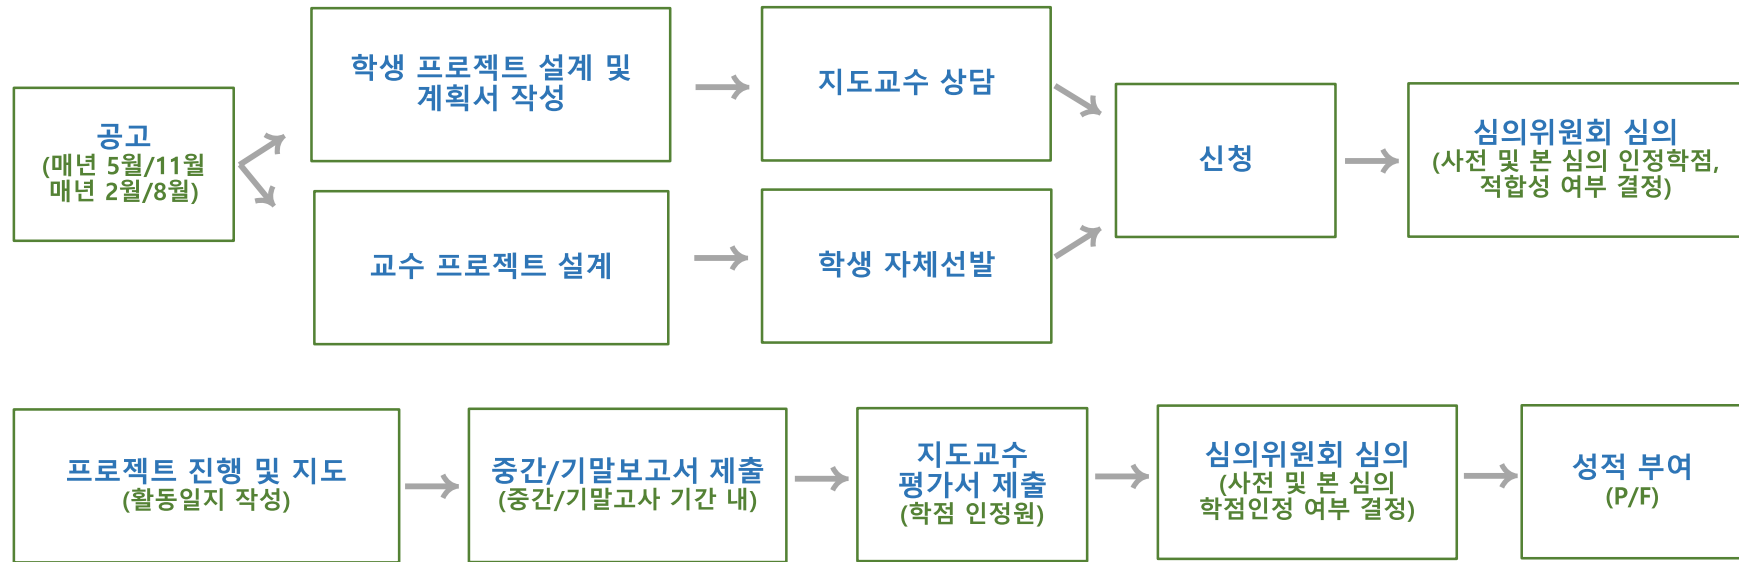 공고
(매년 5월/11월
매년 2월/8월)
학생 프로젝트 설계 및
계획서 작성
지도교수 상담
교수 프로젝트 설계
학생 자체선발
신청
심의위원회 심의
(사전 및 본 심의 인정학점,
적합성 여부 결정)
프로젝트 진행 및 지도
(활동일지 작성)
중간/기말보고서 제출
(중간/기말고사 기간 내)
지도교수
평가서 제출
(학점 인정원)
심의위원회 심의
(사전 및 본 심의
학점인정 여부 결정)
성적 부여
(P/F)